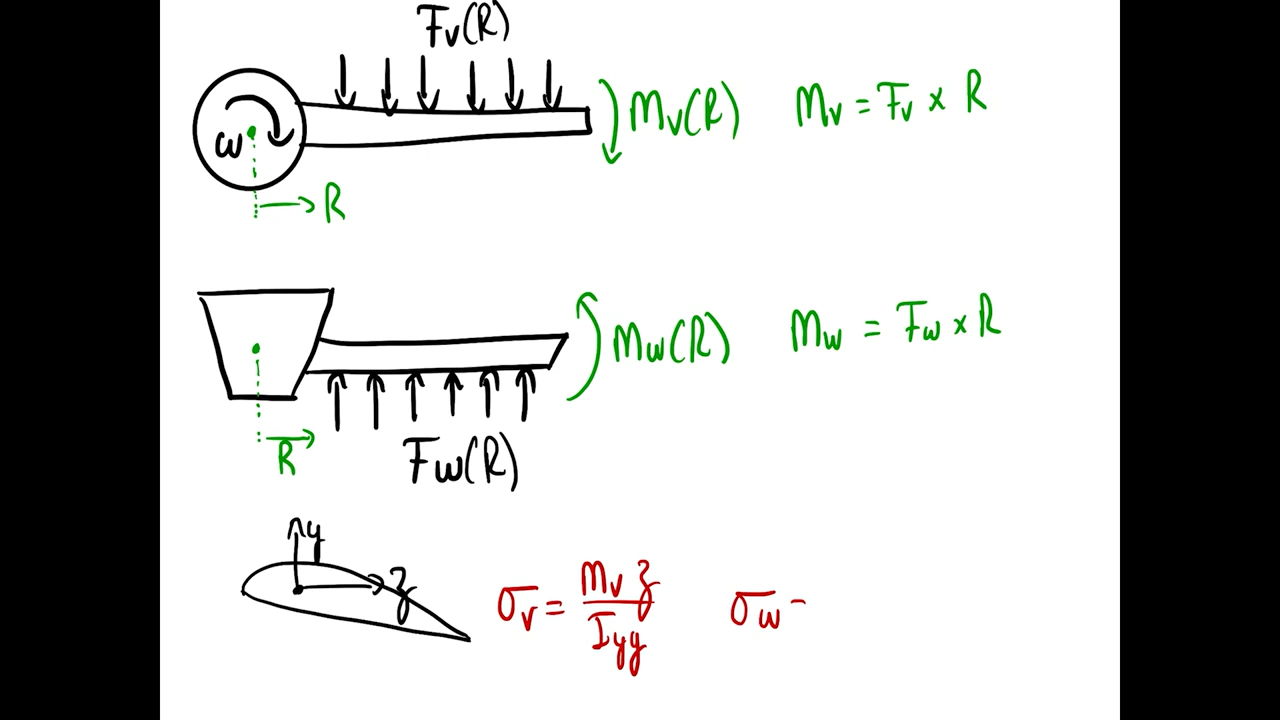 Fv(R)
Mv(R) Mv = Fv × R
ω
R
Mw(R) Mw = Fw × R
R
Fw(R)
y
z
σv = Mv z / Iyy σw =